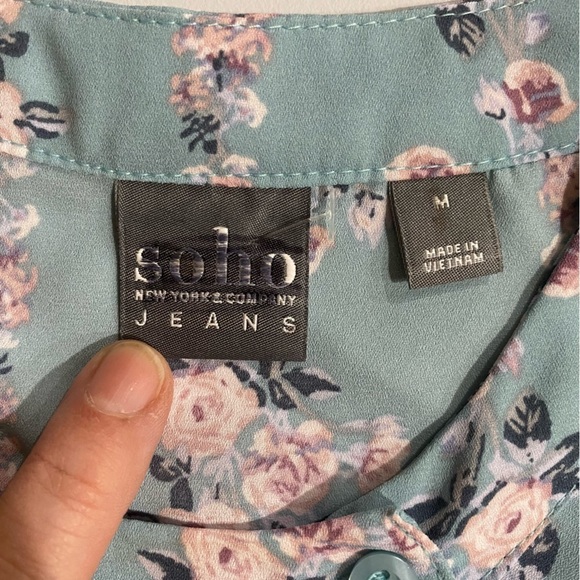 soho
NEW YORK & COMPANY
JEANS
M
MADE IN
VIETNAM